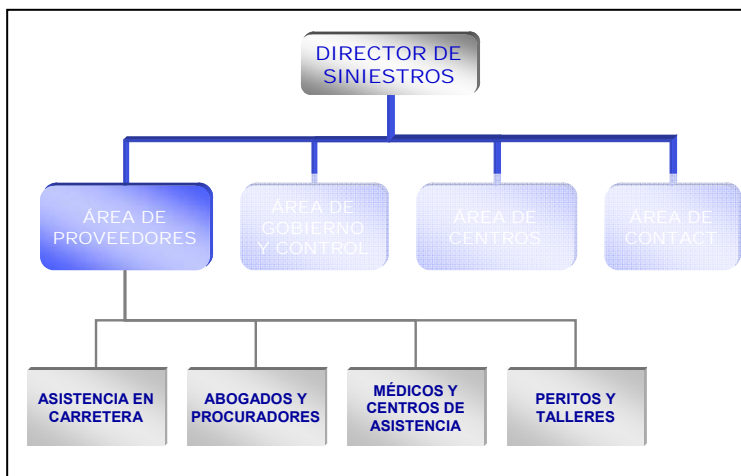 DIRECTOR DE
SINIESTROS
ÁREA DE
PROVEEDORES
ÁREA DE
GOBIERNO
Y CONTROL
ÁREA DE
CENTROS
ÁREA DE
CONTACT
ASISTENCIA EN
CARRETERA
ABOGADOS Y
PROCURADORES
MÉDICOS Y
CENTROS DE
ASISTENCIA
PERITOS Y
TALLERES